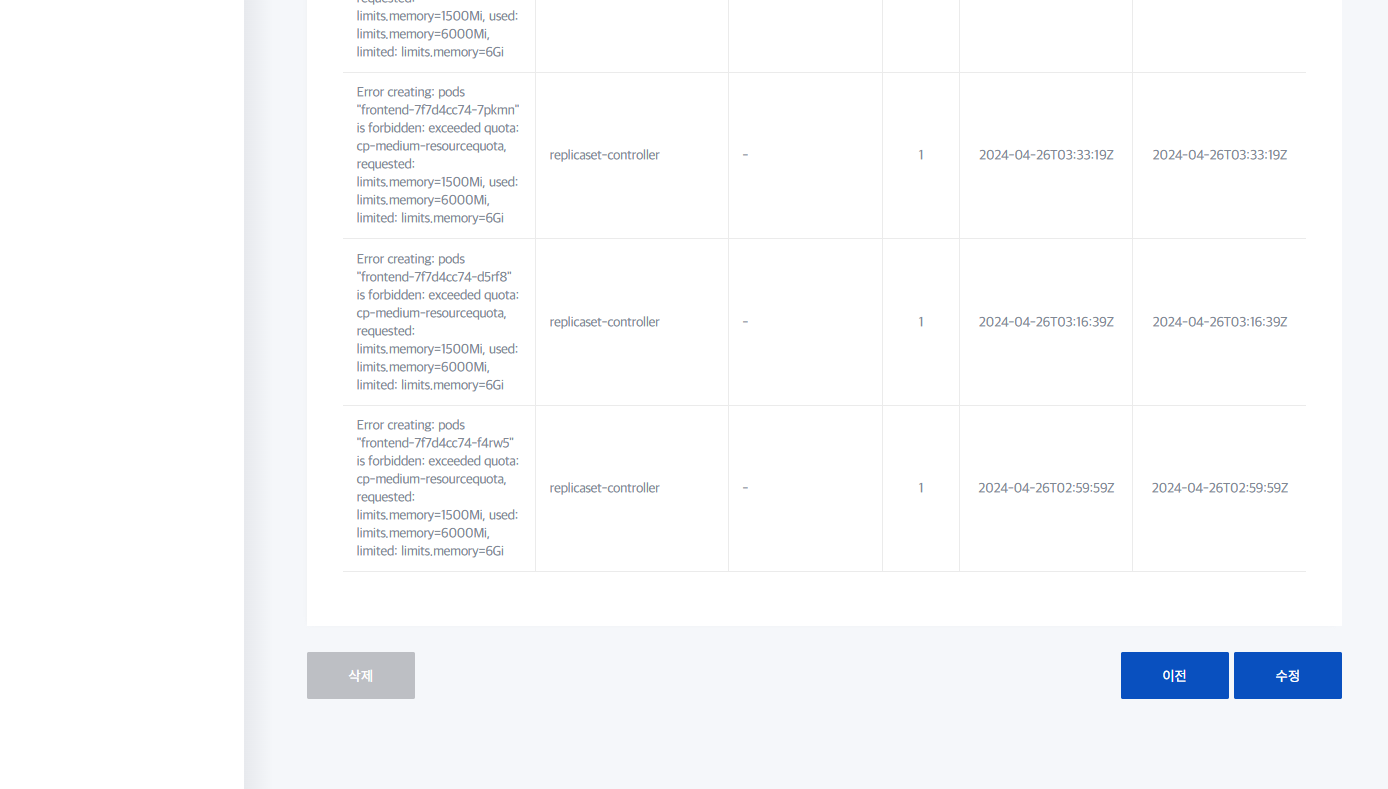 requested:
limits.memory=1500Mi, used:
limits.memory=6000Mi,
limited: limits.memory=6Gi
Error creating: pods
"frontend-7f7d4cc74-7pkmn"
is forbidden: exceeded quota:
cp-medium-resourcequota,
requested:
limits.memory=1500Mi, used:
limits.memory=6000Mi,
limited: limits.memory=6Gi
replicaset-controller
-
1
2024-04-26T03:33:19Z
2024-04-26T03:33:19Z
Error creating: pods
"frontend-7f7d4cc74-d5rf8"
is forbidden: exceeded quota:
cp-medium-resourcequota,
requested:
limits.memory=1500Mi, used:
limits.memory=6000Mi,
limited: limits.memory=6Gi
replicaset-controller
-
1
2024-04-26T03:16:39Z
2024-04-26T03:16:39Z
Error creating: pods
"frontend-7f7d4cc74-f4rw5"
is forbidden: exceeded quota:
cp-medium-resourcequota,
requested:
limits.memory=1500Mi, used:
limits.memory=6000Mi,
limited: limits.memory=6Gi
replicaset-controller
-
1
2024-04-26T02:59:59Z
2024-04-26T02:59:59Z
삭제
이전
수정